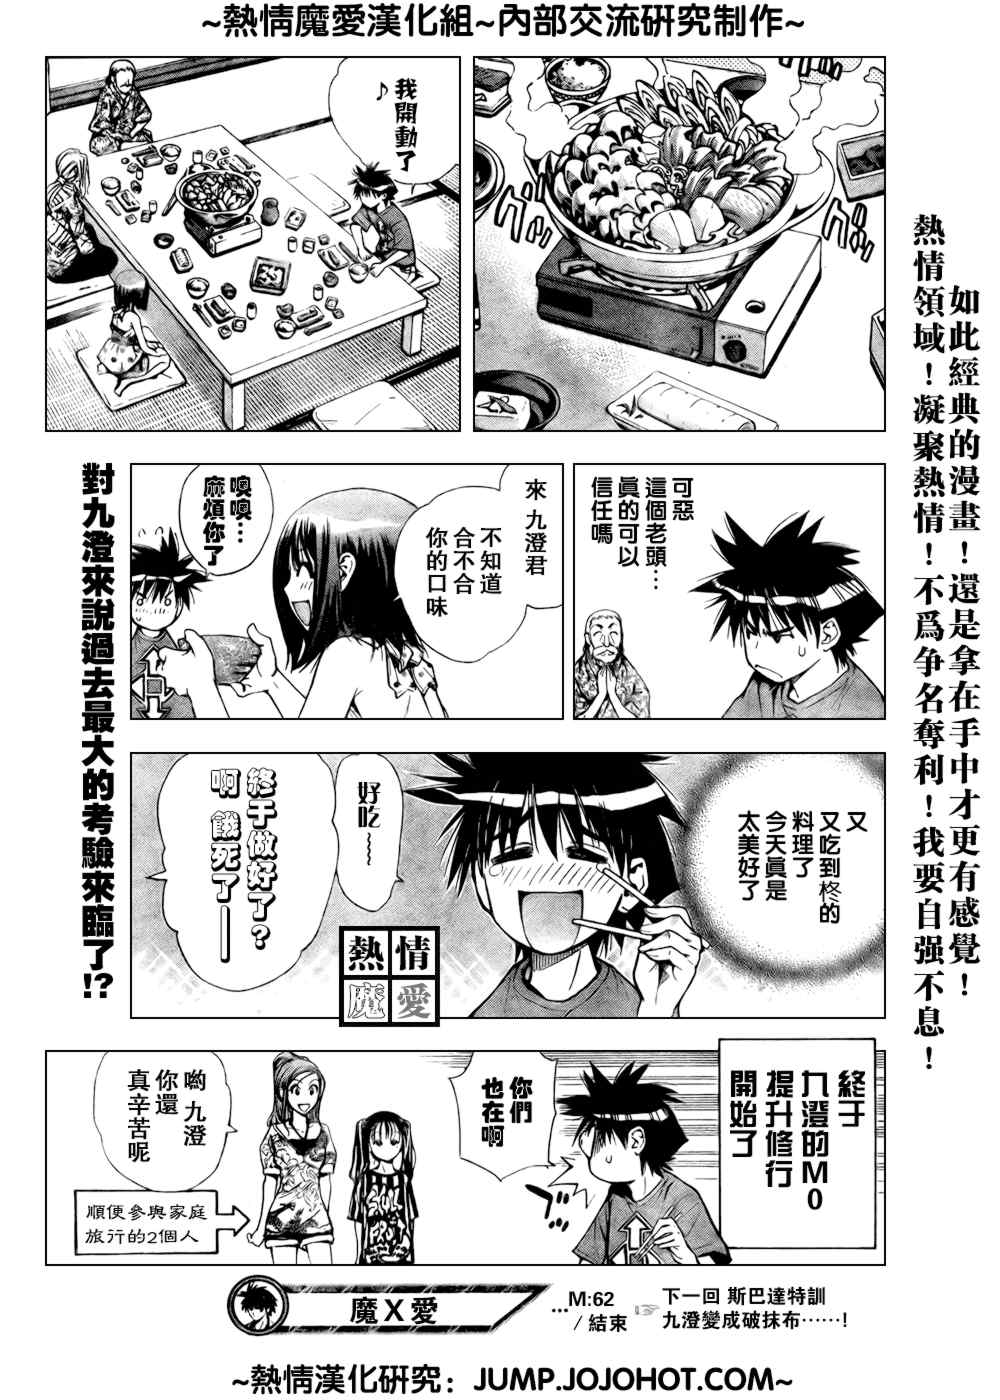 ~熱情魔愛漢化組~內部交流研究制作~
如此經典的漫畫！還是拿在手中才更有感覺！
熱情領域！凝聚熱情！不爲争名奪利！我要自强不息！
我開動了
♪
可惡
這個老頭…
眞的可以
信任嗎
來 九澄君
不知道
合不合
你的口味
噢噢…
麻煩你了
對九澄來說過去最大的考驗來臨了!?
又
又吃到柊的
料理了
今天眞是
太美好了
好吃~~
終于做好了?
啊 餓死了——
熱情
魔愛
終于
九澄的M0
提升修行
開始了
你們
也在啊
喲 九澄
你還
真辛苦呢
順便參與家庭
旅行的2個人
魔X愛
…M:62
/ 結束
☞ 下一回 斯巴達特訓
九澄變成破抹布……!
~熱情漢化研究：JUMP.JOJOHOT.COM~